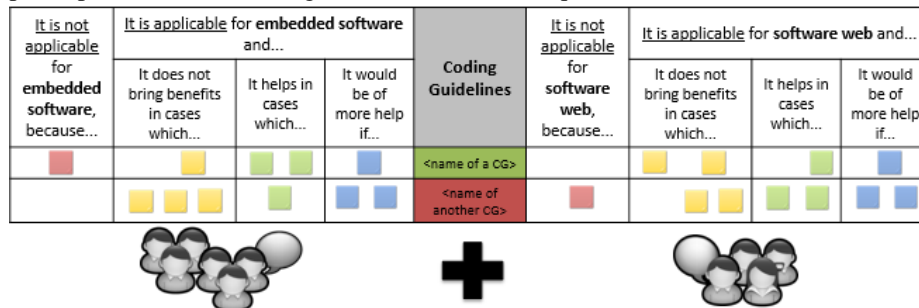 It is not
applicable
for
embedded
software,
because...
It is applicable for embedded software
and...
It does not
bring benefits
in cases
which...
It helps in
cases
which...
It would
be of
more help
if...
Coding
Guidelines
It is not
applicable
for
software
web,
because...
It is applicable for software web and...
It does not
bring benefits
in cases
which...
It helps in
cases
which...
It would
be of
more help
if...
<name of a CG>
<name of
another CG>